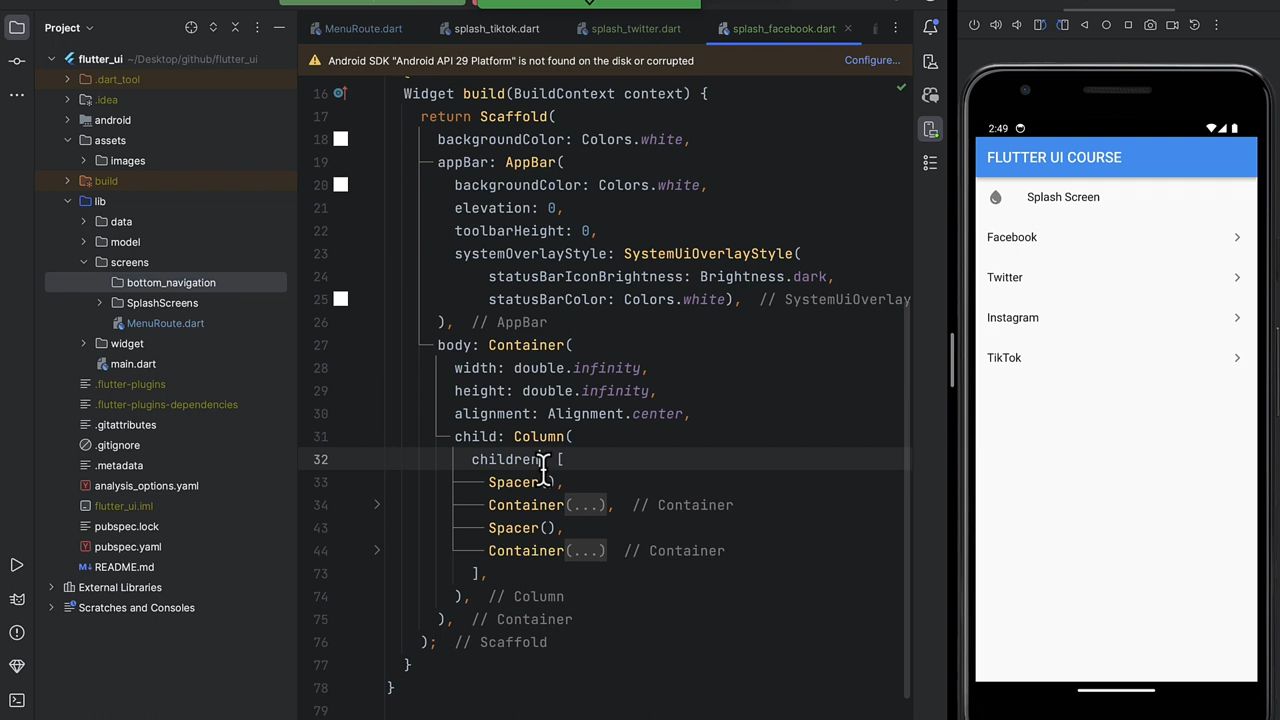 Project
flutter_ui ~/Desktop/github/flutter_ui
.dart_tool
.idea
android
assets
images
build
lib
data
model
screens
bottom_navigation
SplashScreens
MenuRoute.dart
widget
main.dart
.flutter-plugins
.flutter-plugins-dependencies
.gitattributes
.gitignore
.metadata
analysis_options.yaml
flutter_ui.iml
pubspec.lock
pubspec.yaml
README.md
External Libraries
Scratches and Consoles
MenuRoute.dart splash_tiktok.dart splash_twitter.dart splash_facebook.dart
Android SDK "Android API 29 Platform" is not found on the disk or corrupted Configure...
16 Widget build(BuildContext context) {
17 return Scaffold(
18 backgroundColor: Colors.white,
19 appBar: AppBar(
20 backgroundColor: Colors.white,
21 elevation: 0,
22 toolbarHeight: 0,
23 systemOverlayStyle: SystemUiOverlayStyle(
24 statusBarIconBrightness: Brightness.dark,
25 statusBarColor: Colors.white), // SystemUiOverlay
26 ), // AppBar
27 body: Container(
28 width: double.infinity,
29 height: double.infinity,
30 alignment: Alignment.center,
31 child: Column(
32 children: [
33 Spacer(),
34 Container(...), // Container
43 Spacer(),
44 Container(...) // Container
73 ],
74 ), // Column
75 ), // Container
76 ); // Scaffold
77 }
78 }
79
2:49
FLUTTER UI COURSE
Splash Screen
Facebook
Twitter
Instagram
TikTok